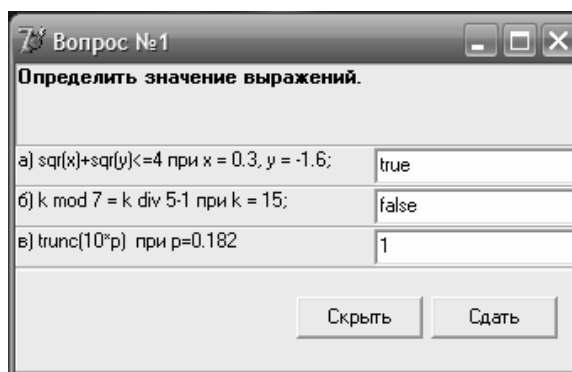 Вопрос №1
Определить значение выражений.
а) sqr(x)+sqr(y)<=4 при x = 0.3, y = -1.6;
true
б) k mod 7 = k div 5-1 при k = 15;
false
в) trunc(10*p) при p=0.182
1
Скрыть
Сдать